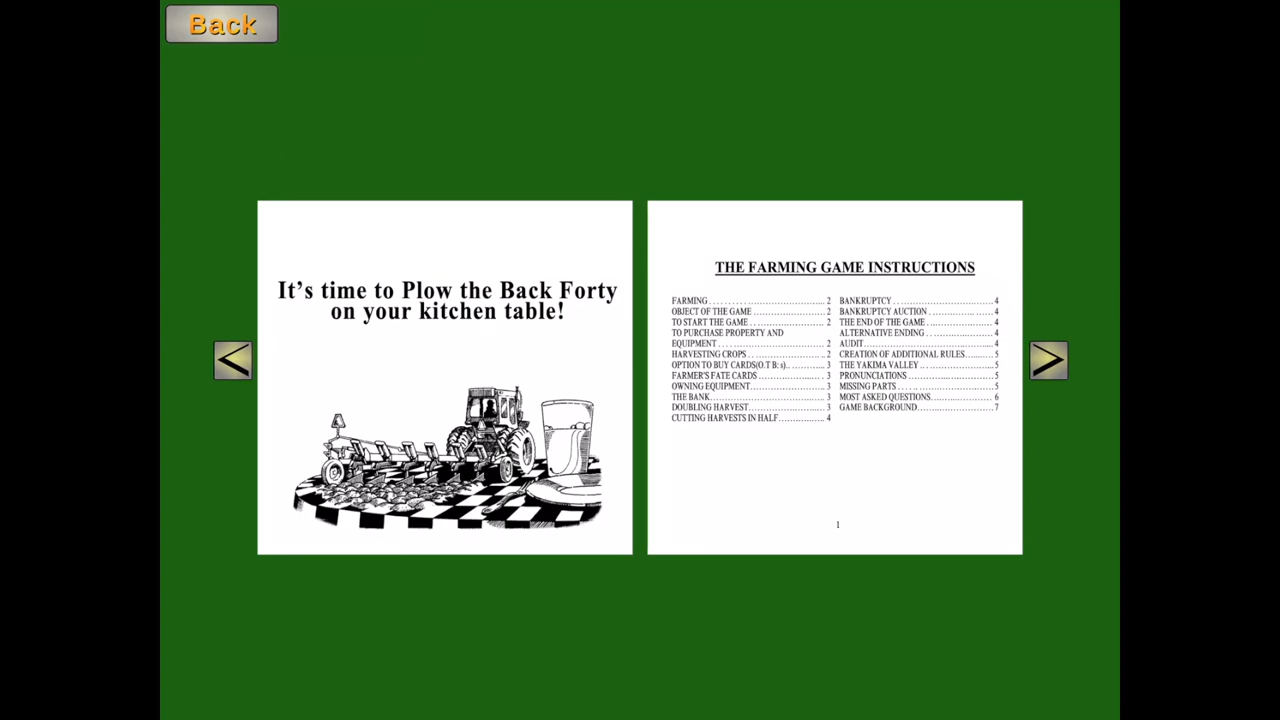 Back
It's time to Plow the Back Forty
on your kitchen table!
<
THE FARMING GAME INSTRUCTIONS
FARMING . . . . . . . ........................... 2
OBJECT OF THE GAME ........................ 2
TO START THE GAME . . ...................... 2
TO PURCHASE PROPERTY AND
EQUIPMENT . . . . ............................ 2
HARVESTING CROPS . . ....................... 2
OPTION TO BUY CARDS(O.T B: s).. .......... 3
FARMER'S FATE CARDS ...................... . 3
OWNING EQUIPMENT........................ . 3
THE BANK................................... . 3
DOUBLING HARVEST........................ . 3
CUTTING HARVESTS IN HALF .............. 4
BANKRUPTCY . . ............................. 4
BANKRUPTCY AUCTION .................... 4
THE END OF THE GAME . .................... 4
ALTERNATIVE ENDING . . ................... 4
AUDIT....................................... 4
CREATION OF ADDITIONAL RULES....... 5
THE YAKIMA VALLEY . . .................... 5
PRONUNCIATIONS .......................... 5
MISSING PARTS . . . . ....................... 5
MOST ASKED QUESTIONS.................. 6
GAME BACKGROUND........................ 7
>
1